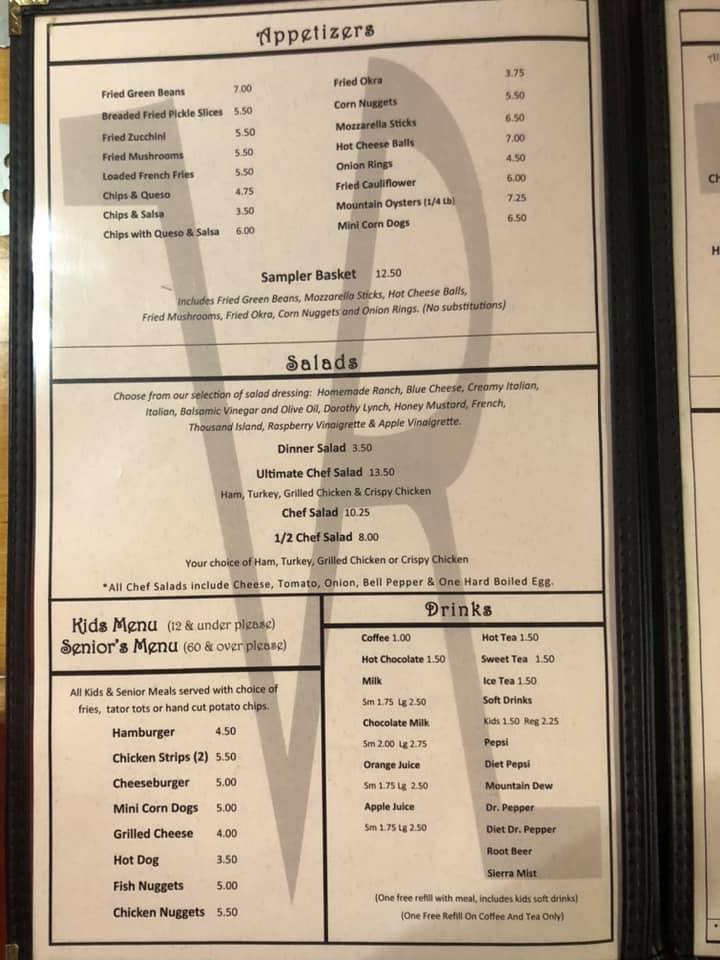 Appetizers
Fried Green Beans 7.00
Breaded Fried Pickle Slices 5.50
Fried Zucchini 5.50
Fried Mushrooms 5.50
Loaded French Fries 5.50
Chips & Queso 4.75
Chips & Salsa 3.50
Chips with Queso & Salsa 6.00
Fried Okra 3.75
Corn Nuggets 5.50
Mozzarella Sticks 6.50
Hot Cheese Balls 7.00
Onion Rings 4.50
Fried Cauliflower 6.00
Mountain Oysters (1/4 Lb) 7.25
Mini Corn Dogs 6.50
Sampler Basket 12.50
Includes Fried Green Beans, Mozzarella Sticks, Hot Cheese Balls,
Fried Mushrooms, Fried Okra, Corn Nuggets and Onion Rings. (No substitutions)
Salads
Choose from our selection of salad dressing: Homemade Ranch, Blue Cheese, Creamy Italian,
Italian, Balsamic Vinegar and Olive Oil, Dorothy Lynch, Honey Mustard, French,
Thousand Island, Raspberry Vinaigrette & Apple Vinaigrette.
Dinner Salad 3.50
Ultimate Chef Salad 13.50
Ham, Turkey, Grilled Chicken & Crispy Chicken
Chef Salad 10.25
1/2 Chef Salad 8.00
Your choice of Ham, Turkey, Grilled Chicken or Crispy Chicken
*All Chef Salads include Cheese, Tomato, Onion, Bell Pepper & One Hard Boiled Egg.
Kids Menu (12 & under please)
Senior's Menu (60 & over please)
All Kids & Senior Meals served with choice of
fries, tator tots or hand cut potato chips.
Hamburger 4.50
Chicken Strips (2) 5.50
Cheeseburger 5.00
Mini Corn Dogs 5.00
Grilled Cheese 4.00
Hot Dog 3.50
Fish Nuggets 5.00
Chicken Nuggets 5.50
Drinks
Coffee 1.00
Hot Chocolate 1.50
Milk
Sm 1.75 Lg 2.50
Chocolate Milk
Sm 2.00 Lg 2.75
Orange Juice
Sm 1.75 Lg 2.50
Apple Juice
Sm 1.75 Lg 2.50
Hot Tea 1.50
Sweet Tea 1.50
Ice Tea 1.50
Soft Drinks
Kids 1.50 Reg 2.25
Pepsi
Diet Pepsi
Mountain Dew
Dr. Pepper
Diet Dr. Pepper
Root Beer
Sierra Mist
(One free refill with meal, includes kids soft drinks)
(One Free Refill On Coffee And Tea Only)